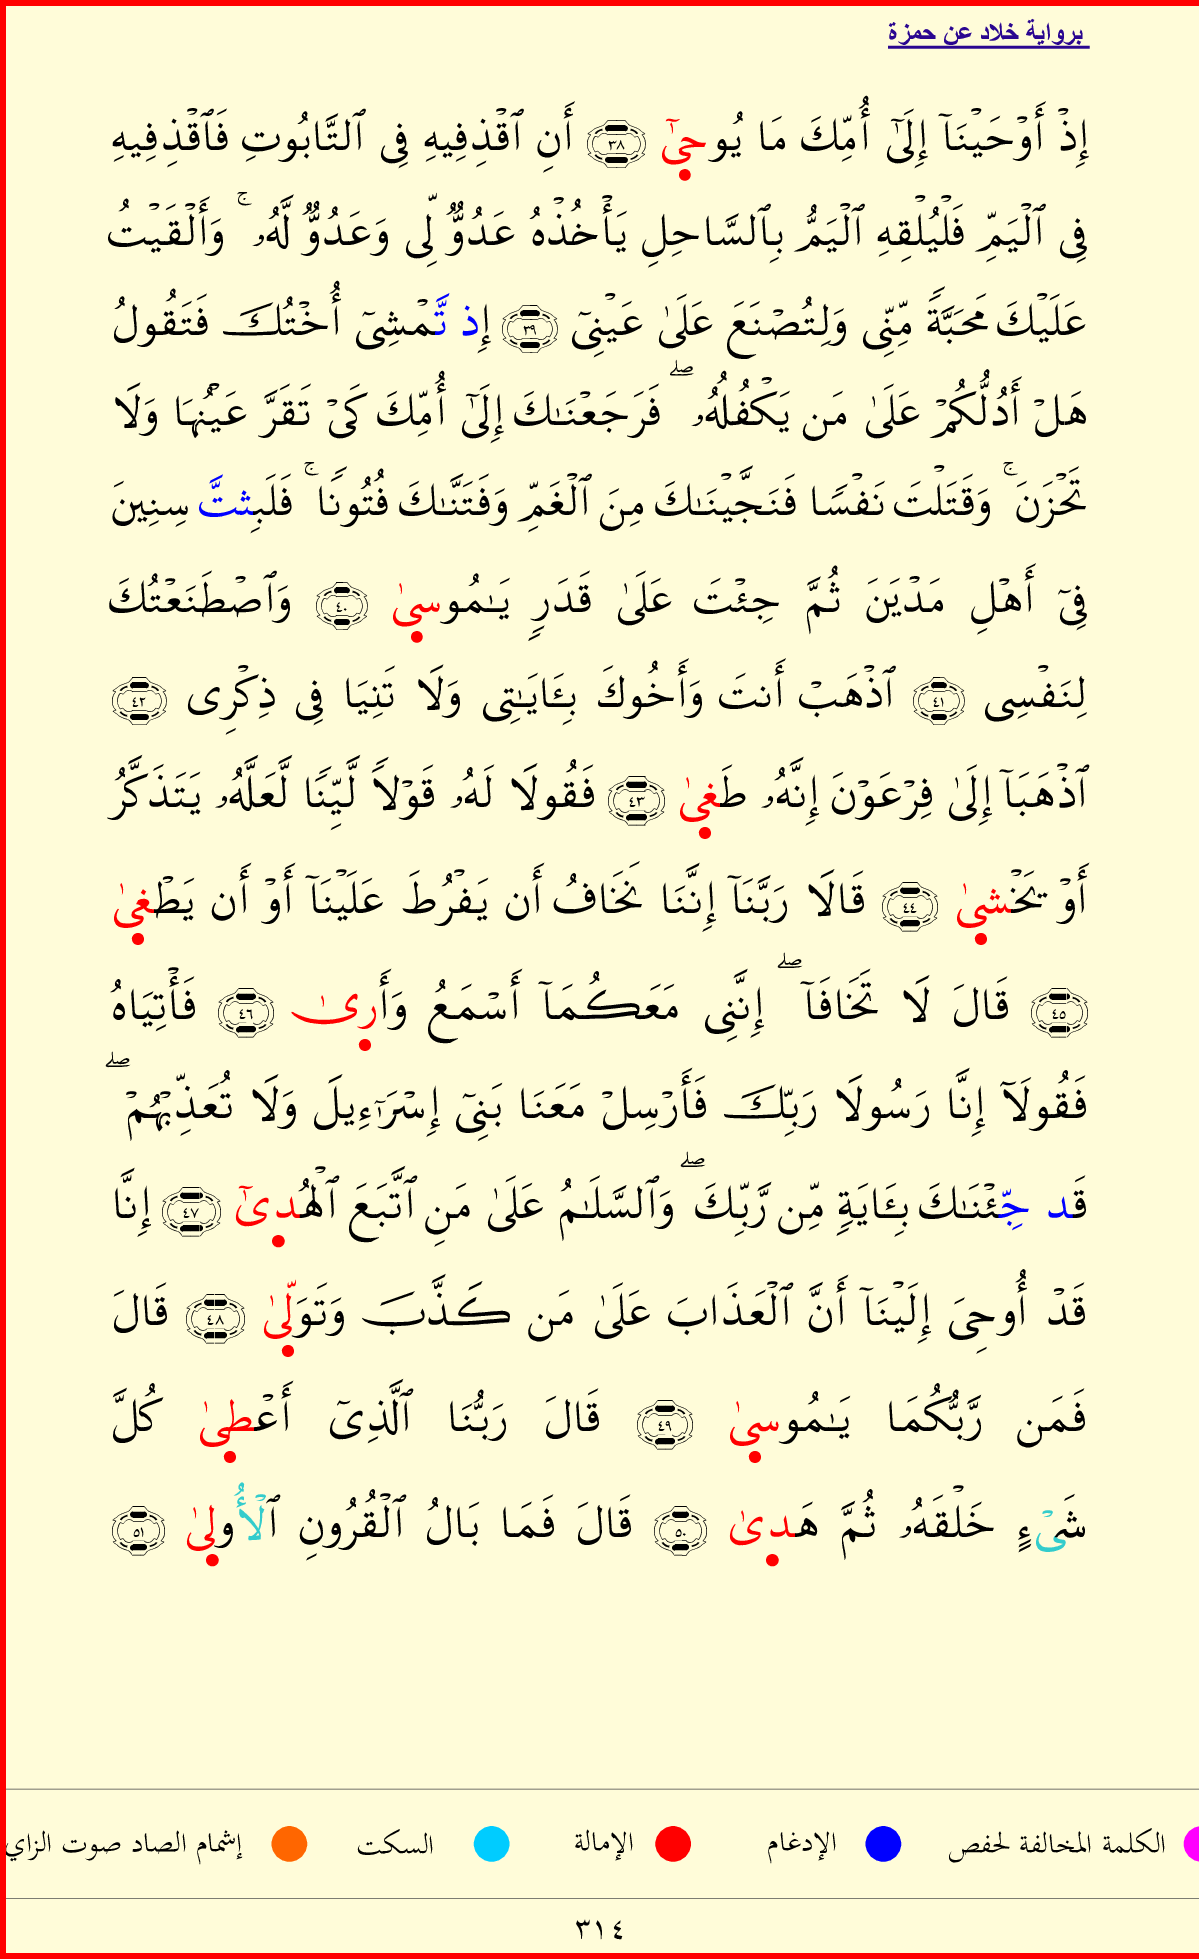 برواية خلاد عن حمزة
إِذْ أَوْحَيْنَآ إِلَىٰٓ أُمِّكَ مَا يُوحَىٰٓ ٣٨ أَنِ ٱقْذِفِيهِ فِى ٱلتَّابُوتِ فَٱقْذِفِيهِ
فِى ٱلْيَمِّ فَلْيُلْقِهِ ٱلْيَمُّ بِٱلسَّاحِلِ يَأْخُذْهُ عَدُوٌّ لِّى وَعَدُوٌّ لَّهُۥ ۚ وَأَلْقَيْتُ
عَلَيْكَ مَحَبَّةً مِّنِّى وَلِتُصْنَعَ عَلَىٰ عَيْنِىٓ ٣٩ إِذ تَّمْشِىٓ أُخْتُكَ فَتَقُولُ
هَلْ أَدُلُّكُمْ عَلَىٰ مَن يَكْفُلُهُۥ ۖ فَرَجَعْنَـٰكَ إِلَىٰٓ أُمِّكَ كَىْ تَقَرَّ عَيْنُهَا وَلَا
تَحْزَنَ ۚ وَقَتَلْتَ نَفْسًا فَنَجَّيْنَـٰكَ مِنَ ٱلْغَمِّ وَفَتَنَّـٰكَ فُتُونًا ۚ فَلَبِثتَّ سِنِينَ
فِىٓ أَهْلِ مَدْيَنَ ثُمَّ جِئْتَ عَلَىٰ قَدَرٍ يَـٰمُوسِىٰ ٤٠ وَٱصْطَنَعْتُكَ
لِنَفْسِى ٤١ ٱذْهَبْ أَنتَ وَأَخُوكَ بِـَٔايَـٰتِى وَلَا تَنِيَا فِى ذِكْرِى ٤٢
ٱذْهَبَآ إِلَىٰ فِرْعَوْنَ إِنَّهُۥ طَغِىٰ ٤٣ فَقُولَا لَهُۥ قَوْلًا لَّيِّنًا لَّعَلَّهُۥ يَتَذَكَّرُ
أَوْ يَخْشِىٰ ٤٤ قَالَا رَبَّنَآ إِنَّنَا نَخَافُ أَن يَفْرُطَ عَلَيْنَآ أَوْ أَن يَطْغِىٰ
٤٥ قَالَ لَا تَخَافَآ ۖ إِنَّنِى مَعَكُمَآ أَسْمَعُ وَأَرِىٰ ٤٦ فَأْتِيَاهُ
فَقُولَآ إِنَّا رَسُولَا رَبِّكَ فَأَرْسِلْ مَعَنَا بَنِىٓ إِسْرَٰٓءِيلَ وَلَا تُعَذِّبْهُمْ ۖ
قَد جِّئْنَـٰكَ بِـَٔايَةٍ مِّن رَّبِّكَ ۖ وَٱلسَّلَـٰمُ عَلَىٰ مَنِ ٱتَّبَعَ ٱلْهُدِىٰٓ ٤٧ إِنَّا
قَدْ أُوحِىَ إِلَيْنَآ أَنَّ ٱلْعَذَابَ عَلَىٰ مَن كَذَّبَ وَتَوَلِّىٰ ٤٨ قَالَ
فَمَن رَّبُّكُمَا يَـٰمُوسِىٰ ٤٩ قَالَ رَبُّنَا ٱلَّذِىٓ أَعْطِىٰ كُلَّ
شَىْءٍ خَلْقَهُۥ ثُمَّ هَدِىٰ ٥٠ قَالَ فَمَا بَالُ ٱلْقُرُونِ ٱلْأُولِىٰ ٥١
الكلمة المخالفة لحفص الإدغام الإمالة السكت إشمام الصاد صوت الزاي
٣١٤